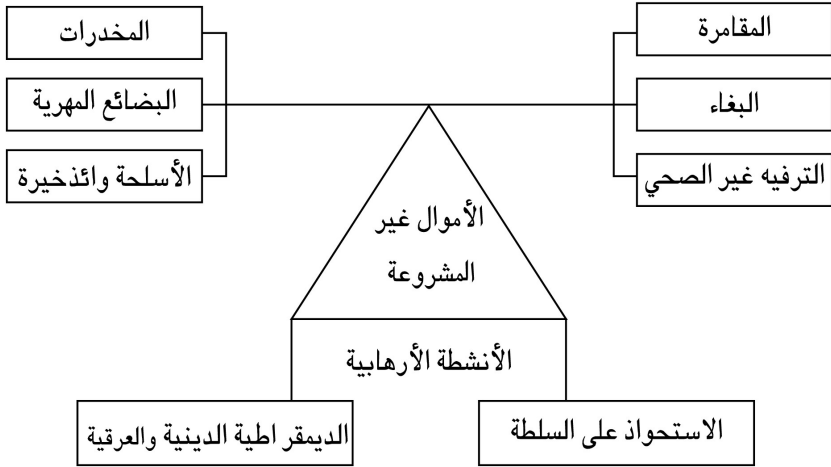 المقامرة
البغاء
الترفيه غير الصحي
المخدرات
البضائع المهربة
الأسلحة وائذخيرة
الأموال غير
المشروعة
الأنشطة الأرهابية
الاستحواذ على السلطة
الديمقر اطية الدينية والعرقية